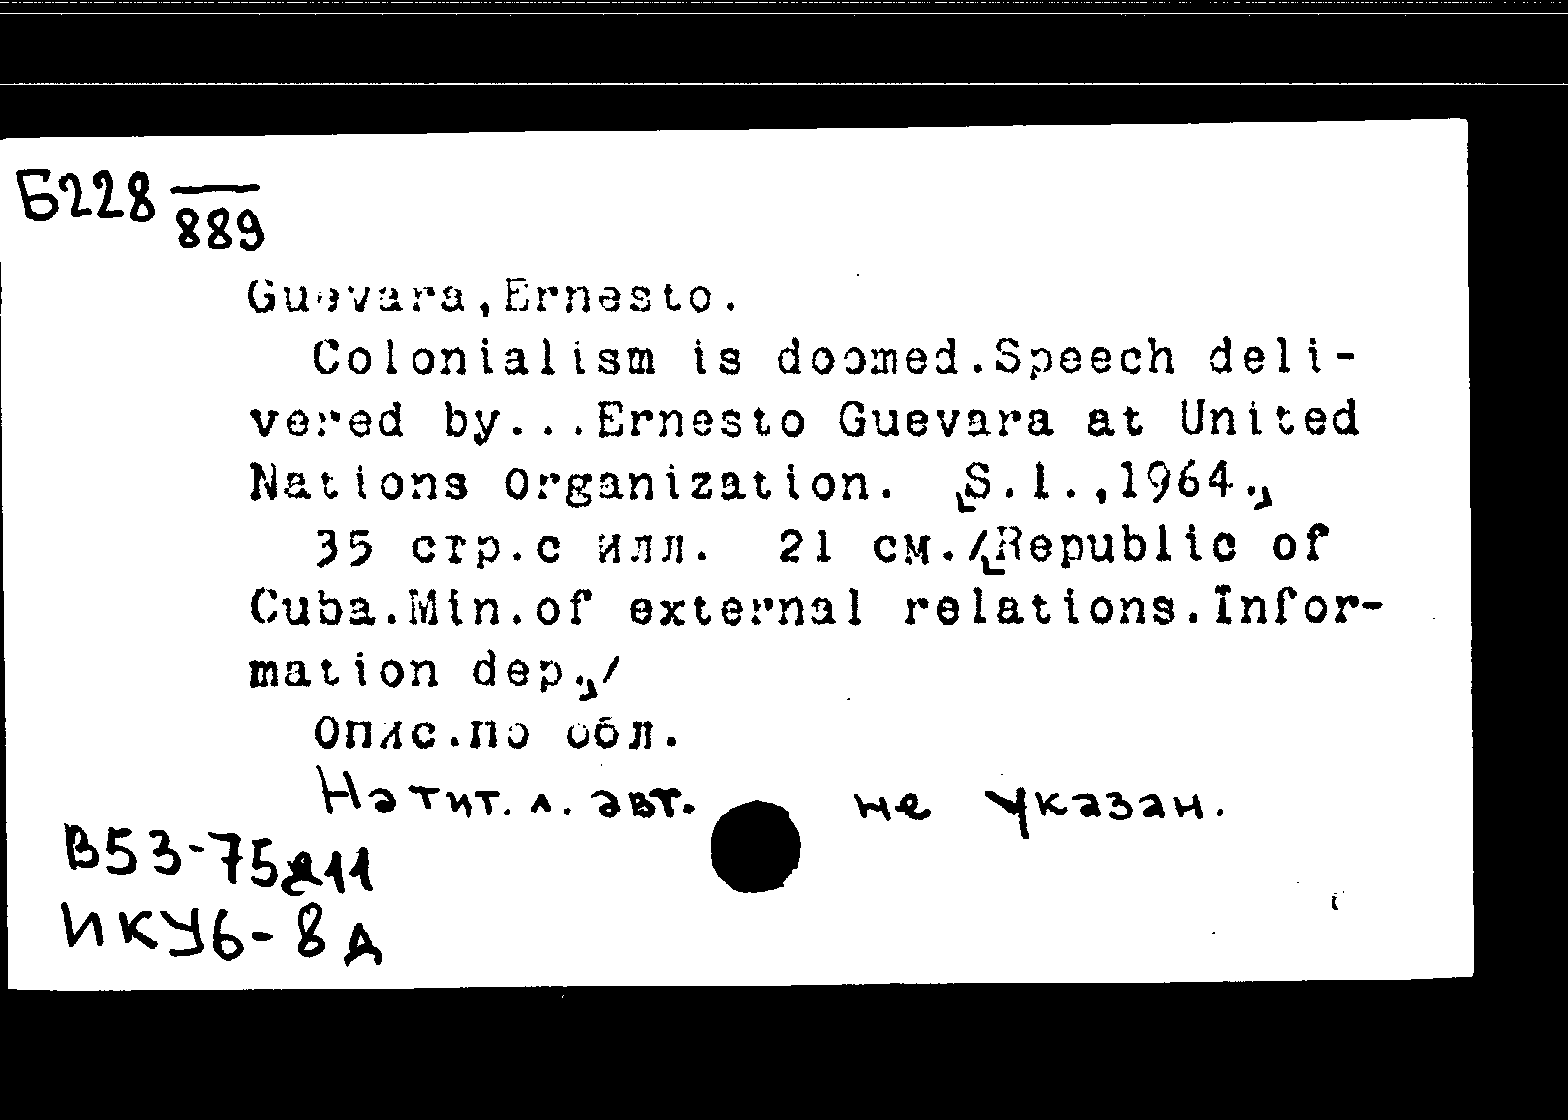 Б228 889
Guevara,Ernesto.
Colonialism is doomed.Speech deli-
vered by...Ernesto Guevara at United
Nations Organization. [S.l.,1964.]
35 стр.с илл. 21 см./[Republic of
Cuba.Min.of external relations.Infor-
mation dep.]/
Опис.по обл.
На тит. л. авт. не указан.
В53-75д11
ИКУ6-8д